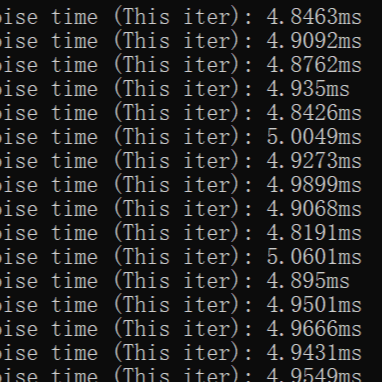 oise time (This iter): 4.8463ms
oise time (This iter): 4.9092ms
oise time (This iter): 4.8762ms
oise time (This iter): 4.935ms
oise time (This iter): 4.8426ms
oise time (This iter): 5.0049ms
oise time (This iter): 4.9273ms
oise time (This iter): 4.9899ms
oise time (This iter): 4.9068ms
oise time (This iter): 4.8191ms
oise time (This iter): 5.0601ms
oise time (This iter): 4.895ms
oise time (This iter): 4.9501ms
oise time (This iter): 4.9666ms
oise time (This iter): 4.9431ms
oise time (This iter): 4.9549ms